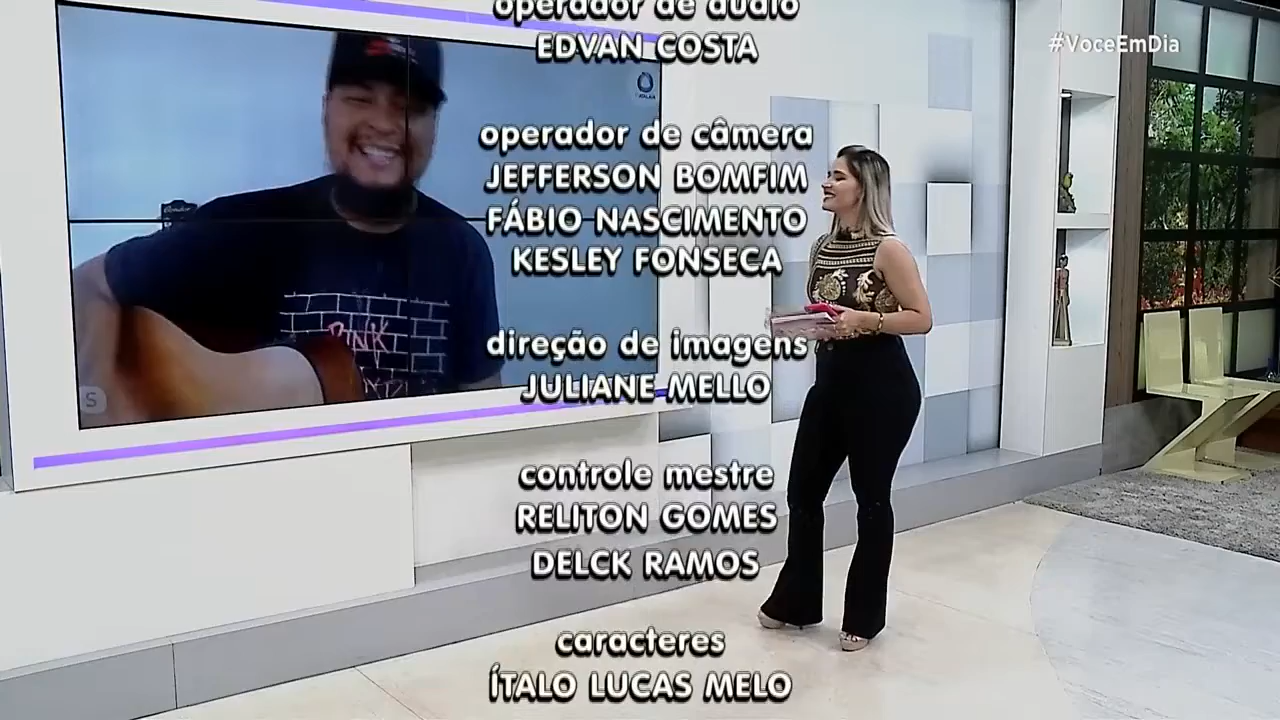 operador de áudio
EDVAN COSTA
#VoceEmDia
operador de câmera
JEFFERSON BOMFIM
FÁBIO NASCIMENTO
KESLEY FONSECA
direção de imagens
JULIANE MELLO
controle mestre
RELITON GOMES
DELCK RAMOS
caracteres
ÍTALO LUCAS MELO
PINK
S